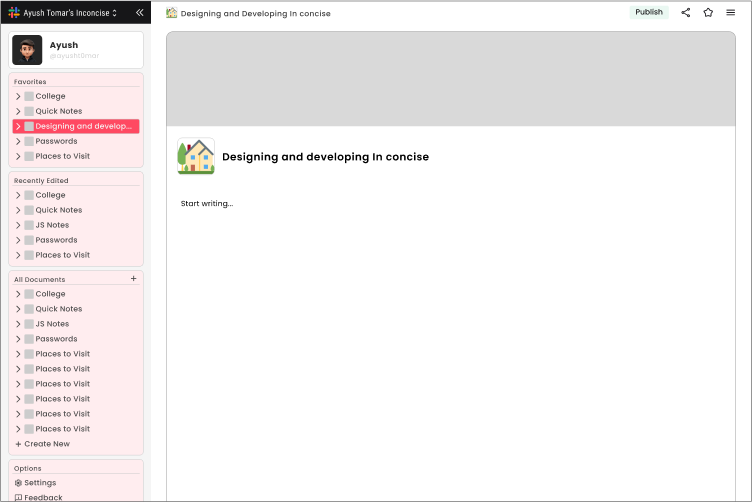 Ayush Tomar's Inconcise
Designing and Developing In concise
Publish
Ayush
Favorites
College
Quick Notes
Designing and develop...
Passwords
Places to Visit
Recently Edited
College
Quick Notes
JS Notes
Passwords
Places to Visit
All Documents +
College
Quick Notes
JS Notes
Passwords
Places to Visit
Places to Visit
Places to Visit
Places to Visit
Places to Visit
Places to Visit
+ Create New
Options
Settings
Feedback
Designing and developing In concise
Start writing...